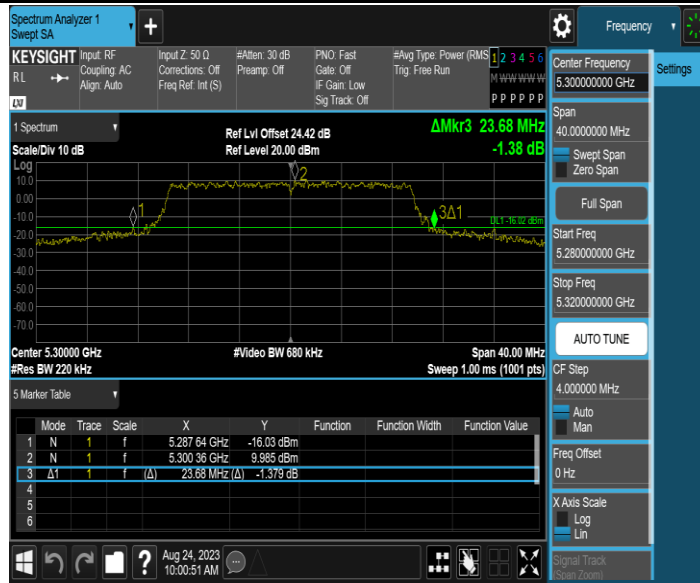 Spectrum Analyzer 1
Swept SA
+
Frequency
KEYSIGHT
RL
LXI
Input: RF
Coupling: AC
Align: Auto
Input Z: 50 Ω
Corrections: Off
Freq Ref: Int (S)
#Atten: 30 dB
Preamp: Off
PNO: Fast
Gate: Off
IF Gain: Low
Sig Track: Off
#Avg Type: Power (RMS
Trig: Free Run
1 2 3 4 5 6
M W W W W W
P P P P P P
1 Spectrum
Scale/Div 10 dB
Ref Lvl Offset 24.42 dB
Ref Level 20.00 dBm
ΔMkr3 23.68 MHz
-1.38 dB
Log
10.0
0.00
-10.0
-20.0
-30.0
-40.0
-50.0
-60.0
-70.0
1
2
3Δ1
DL1 -16.02 dBm
Center 5.30000 GHz
#Res BW 220 kHz
#Video BW 680 kHz
Span 40.00 MHz
Sweep 1.00 ms (1001 pts)
5 Marker Table
Mode Trace Scale X Y Function Function Width Function Value
1 N 1 f 5.287 64 GHz -16.03 dBm
2 N 1 f 5.300 36 GHz 9.985 dBm
3 Δ1 1 f (Δ) 23.68 MHz (Δ) -1.379 dB
4
5
6
?
Aug 24, 2023
10:00:51 AM
Center Frequency
5.300000000 GHz
Settings
Span
40.0000000 MHz
Swept Span
Zero Span
Full Span
Start Freq
5.280000000 GHz
Stop Freq
5.320000000 GHz
AUTO TUNE
CF Step
4.000000 MHz
Auto
Man
Freq Offset
0 Hz
X Axis Scale
Log
Lin
Signal Track
(Span Zoom)